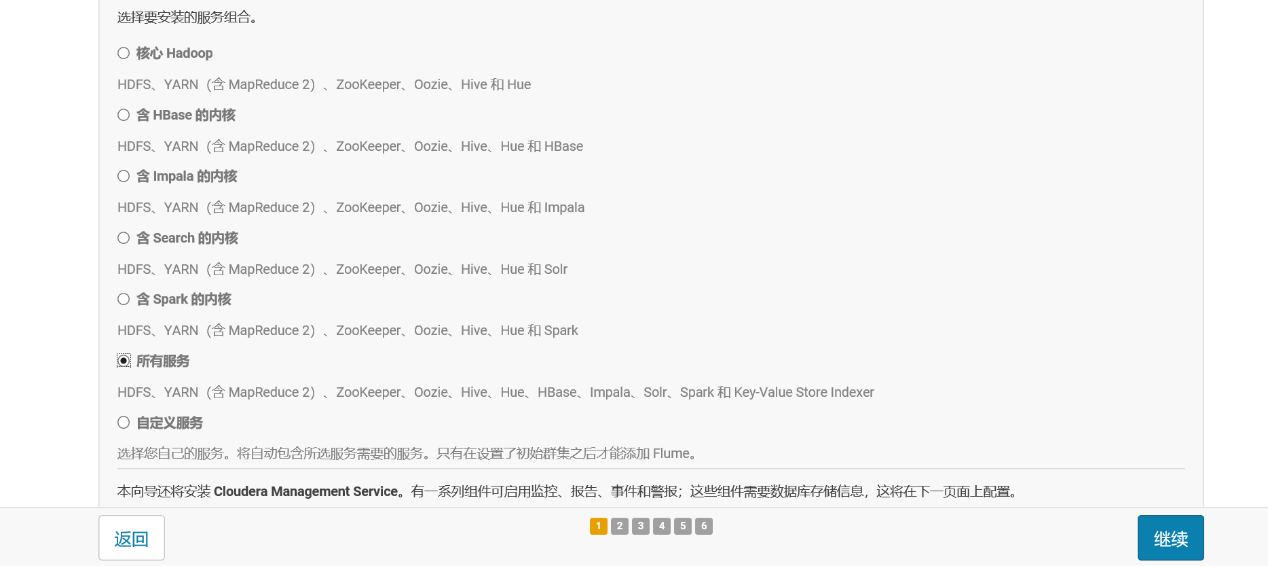 选择要安装的服务组合。
核心 Hadoop
HDFS、YARN（含 MapReduce 2）、ZooKeeper、Oozie、Hive 和 Hue
含 HBase 的内核
HDFS、YARN（含 MapReduce 2）、ZooKeeper、Oozie、Hive、Hue 和 HBase
含 Impala 的内核
HDFS、YARN（含 MapReduce 2）、ZooKeeper、Oozie、Hive、Hue 和 Impala
含 Search 的内核
HDFS、YARN（含 MapReduce 2）、ZooKeeper、Oozie、Hive、Hue 和 Solr
含 Spark 的内核
HDFS、YARN（含 MapReduce 2）、ZooKeeper、Oozie、Hive、Hue 和 Spark
所有服务
HDFS、YARN（含 MapReduce 2）、ZooKeeper、Oozie、Hive、Hue、HBase、Impala、Solr、Spark 和 Key-Value Store Indexer
自定义服务
选择您自己的服务。将自动包含所选服务需要的服务。只有在设置了初始群集之后才能添加 Flume。
本向导还将安装 Cloudera Management Service。有一系列组件可启用监控、报告、事件和警报；这些组件需要数据库存储信息，这将在下一页面上配置。
返回
1 2 3 4 5 6
继续